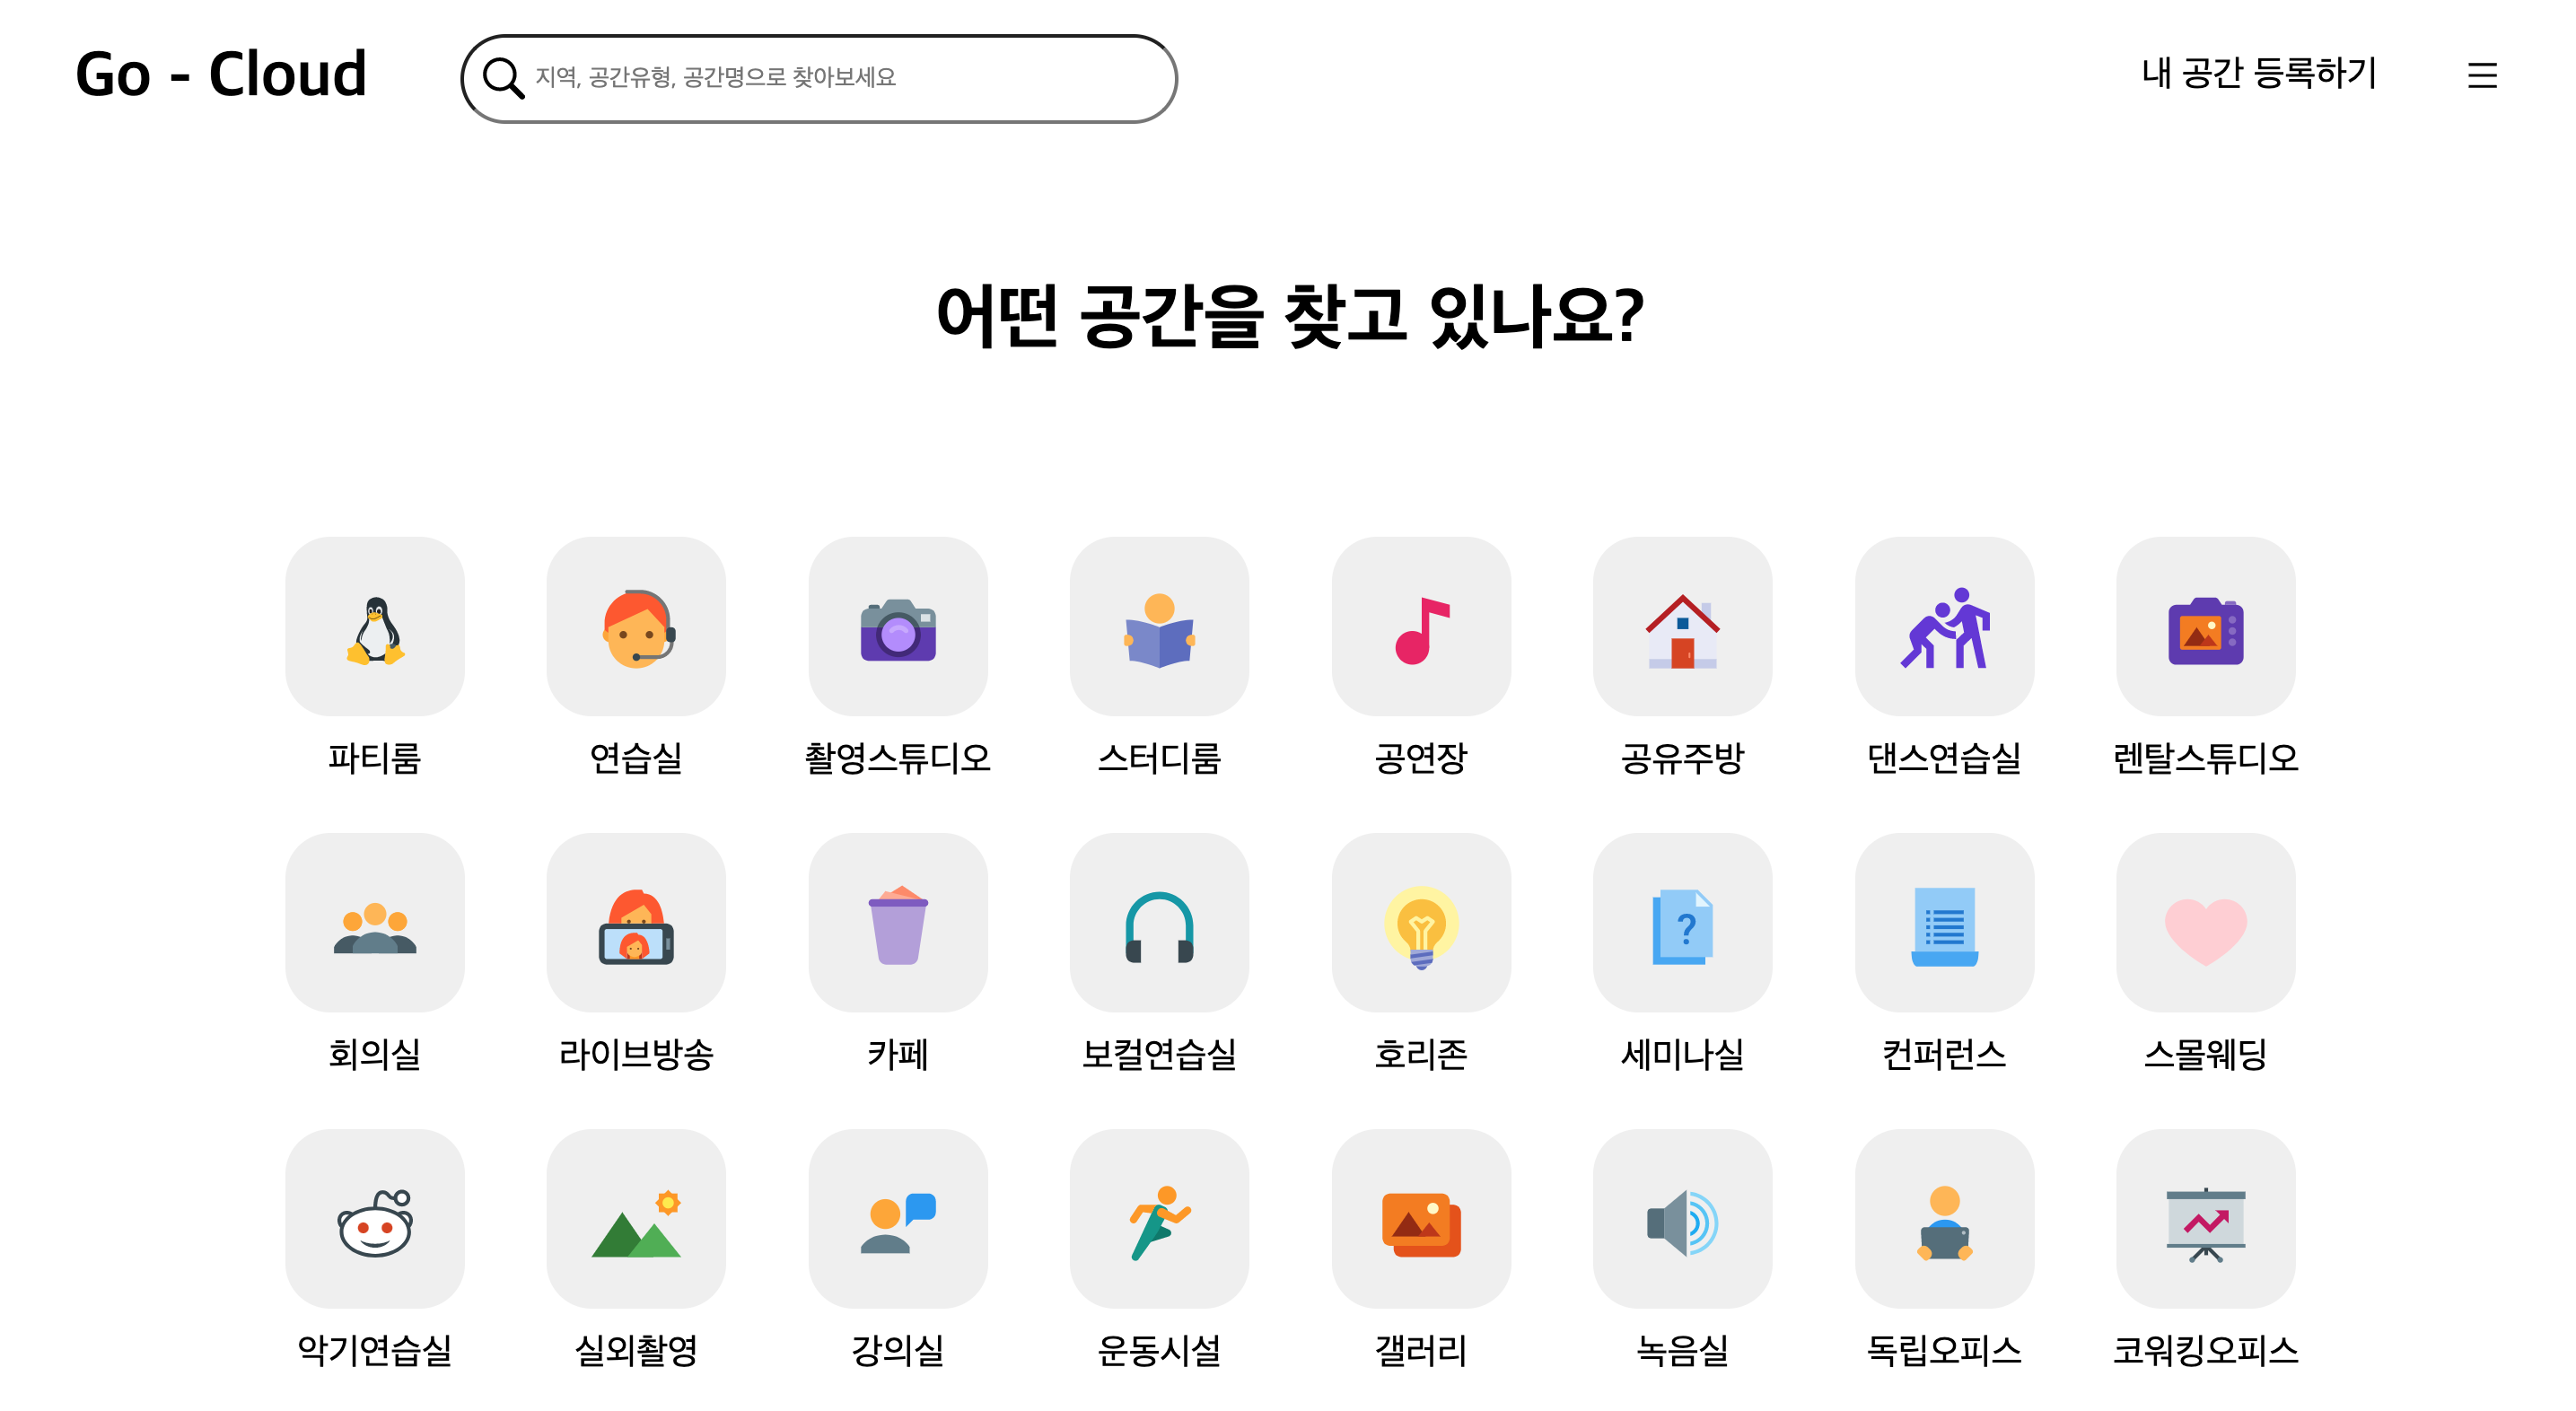 Go - Cloud
지역, 공간유형, 공간명으로 찾아보세요
내 공간 등록하기
어떤 공간을 찾고 있나요?
파티룸 연습실 촬영스튜디오 스터디룸 공연장 공유주방 댄스연습실 렌탈스튜디오
회의실 라이브방송 카페 보컬연습실 호리존 세미나실 컨퍼런스 스몰웨딩
악기연습실 실외촬영 강의실 운동시설 갤러리 녹음실 독립오피스 코워킹오피스